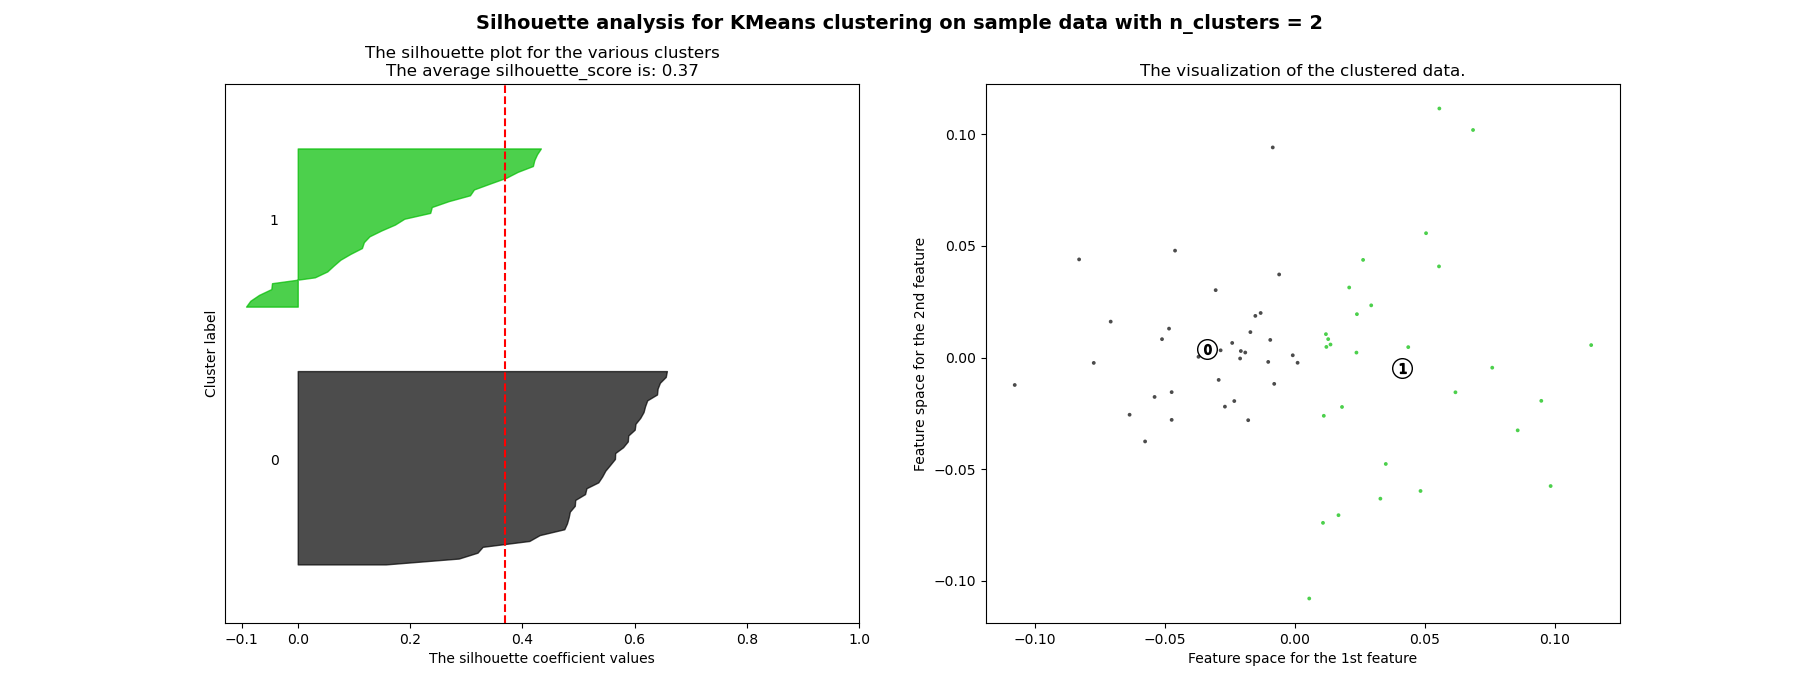 Silhouette analysis for KMeans clustering on sample data with n_clusters = 2
The silhouette plot for the various clusters
The average silhouette_score is: 0.37
Cluster label
1
0
−0.1 0.0 0.2 0.4 0.6 0.8 1.0
The silhouette coefficient values
The visualization of the clustered data.
Feature space for the 2nd feature
0.10
0.05
0.00
−0.05
−0.10
0
1
−0.10 −0.05 0.00 0.05 0.10
Feature space for the 1st feature